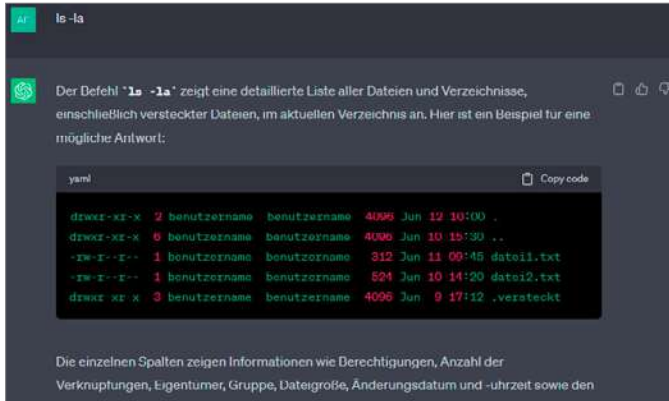 AF
ls -la
Der Befehl `ls -la` zeigt eine detaillierte Liste aller Dateien und Verzeichnisse,
einschließlich versteckter Dateien, im aktuellen Verzeichnis an. Hier ist ein Beispiel für eine
mögliche Antwort:
yaml Copy code
drwxr-xr-x 2 benutzername benutzername 4096 Jun 12 10:00 .
drwxr-xr-x 6 benutzername benutzername 4096 Jun 10 15:30 ..
-rw-r--r-- 1 benutzername benutzername 312 Jun 11 09:45 datei1.txt
-rw-r--r-- 1 benutzername benutzername 524 Jun 10 14:20 datei2.txt
drwxr-xr-x 3 benutzername benutzername 4096 Jun 9 17:12 .versteckt
Die einzelnen Spalten zeigen Informationen wie Berechtigungen, Anzahl der
Verknüpfungen, Eigentümer, Gruppe, Dateigröße, Änderungsdatum und -uhrzeit sowie den